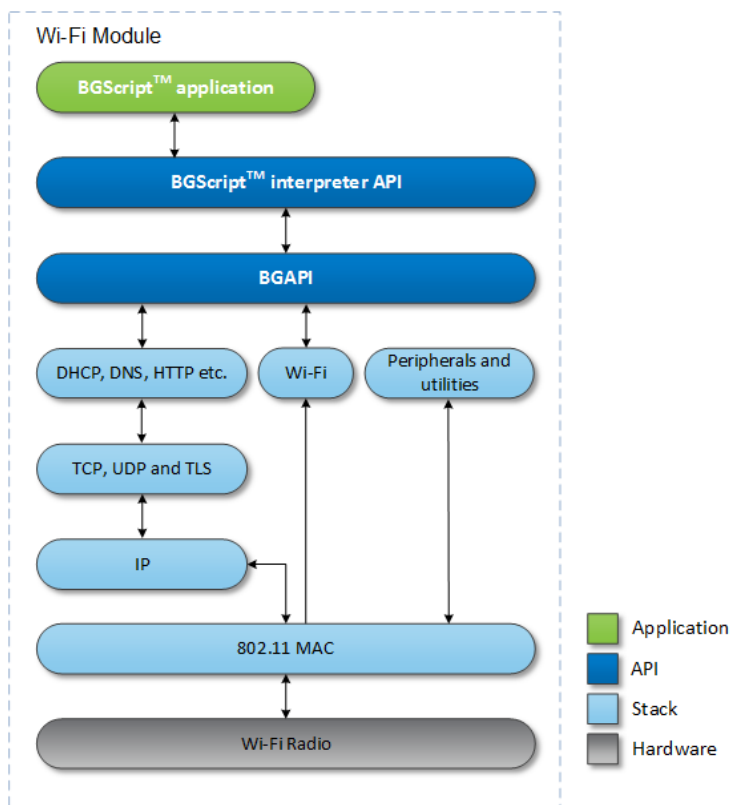 Wi-Fi Module
BGScript™ application
BGScript™ interpreter API
BGAPI
DHCP, DNS, HTTP etc.
Wi-Fi
Peripherals and
utilities
TCP, UDP and TLS
IP
802.11 MAC
Wi-Fi Radio
Application
API
Stack
Hardware